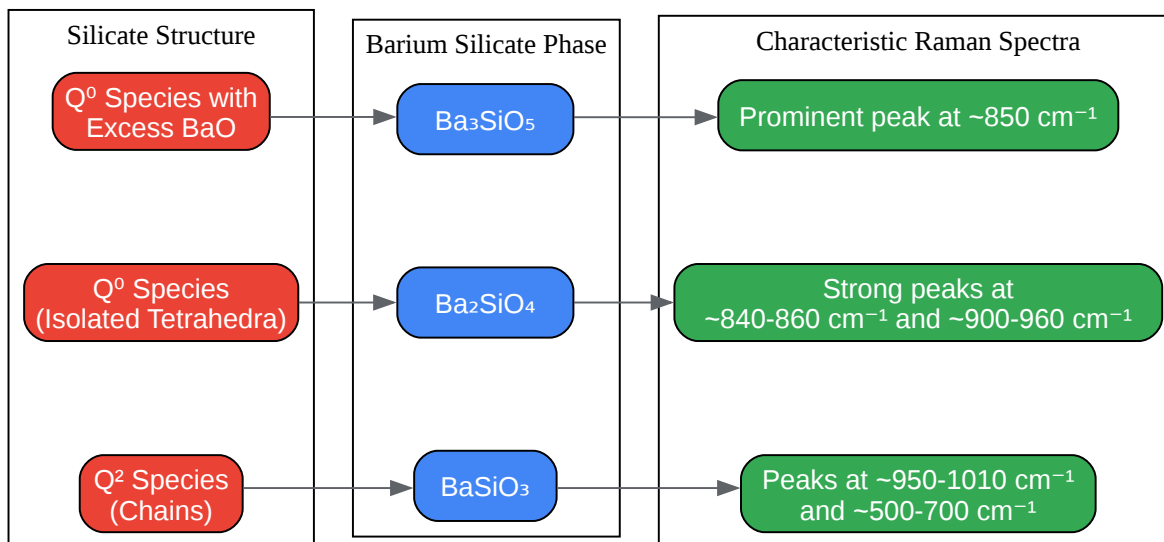 Silicate Structure
Barium Silicate Phase
Characteristic Raman Spectra
Q⁰ Species with
Excess BaO
Ba₃SiO₅
Prominent peak at ~850 cm⁻¹
Q⁰ Species
(Isolated Tetrahedra)
Ba₂SiO₄
Strong peaks at
~840-860 cm⁻¹ and ~900-960 cm⁻¹
Q² Species
(Chains)
BaSiO₃
Peaks at ~950-1010 cm⁻¹
and ~500-700 cm⁻¹